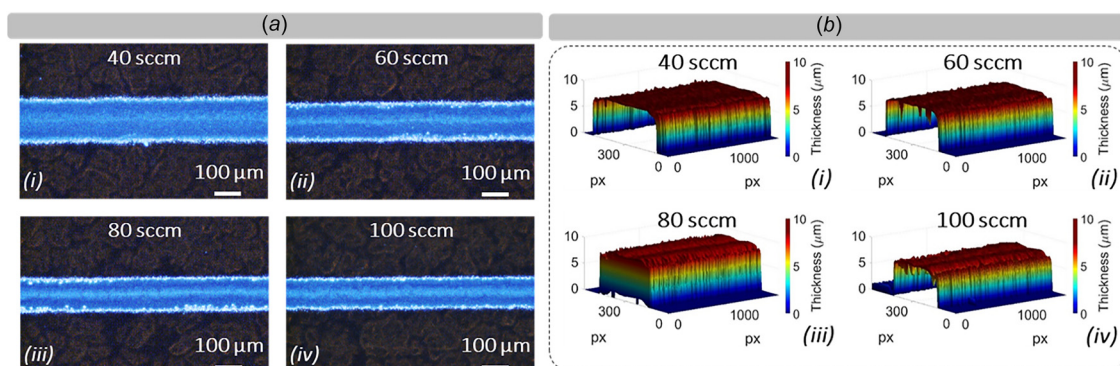 (a)
40 sccm
100 μm
(i)
60 sccm
100 μm
(ii)
80 sccm
100 μm
(iii)
100 sccm
100 μm
(iv)
(b)
40 sccm
10
5
0
300
0
0
1000
px
px
10
5
0
Thickness (μm)
(i)
60 sccm
10
5
0
300
0
0
1000
px
px
10
5
0
Thickness (μm)
(ii)
80 sccm
10
5
0
300
0
0
1000
px
px
10
5
0
Thickness (μm)
(iii)
100 sccm
10
5
0
300
0
0
1000
px
px
10
5
0
Thickness (μm)
(iv)